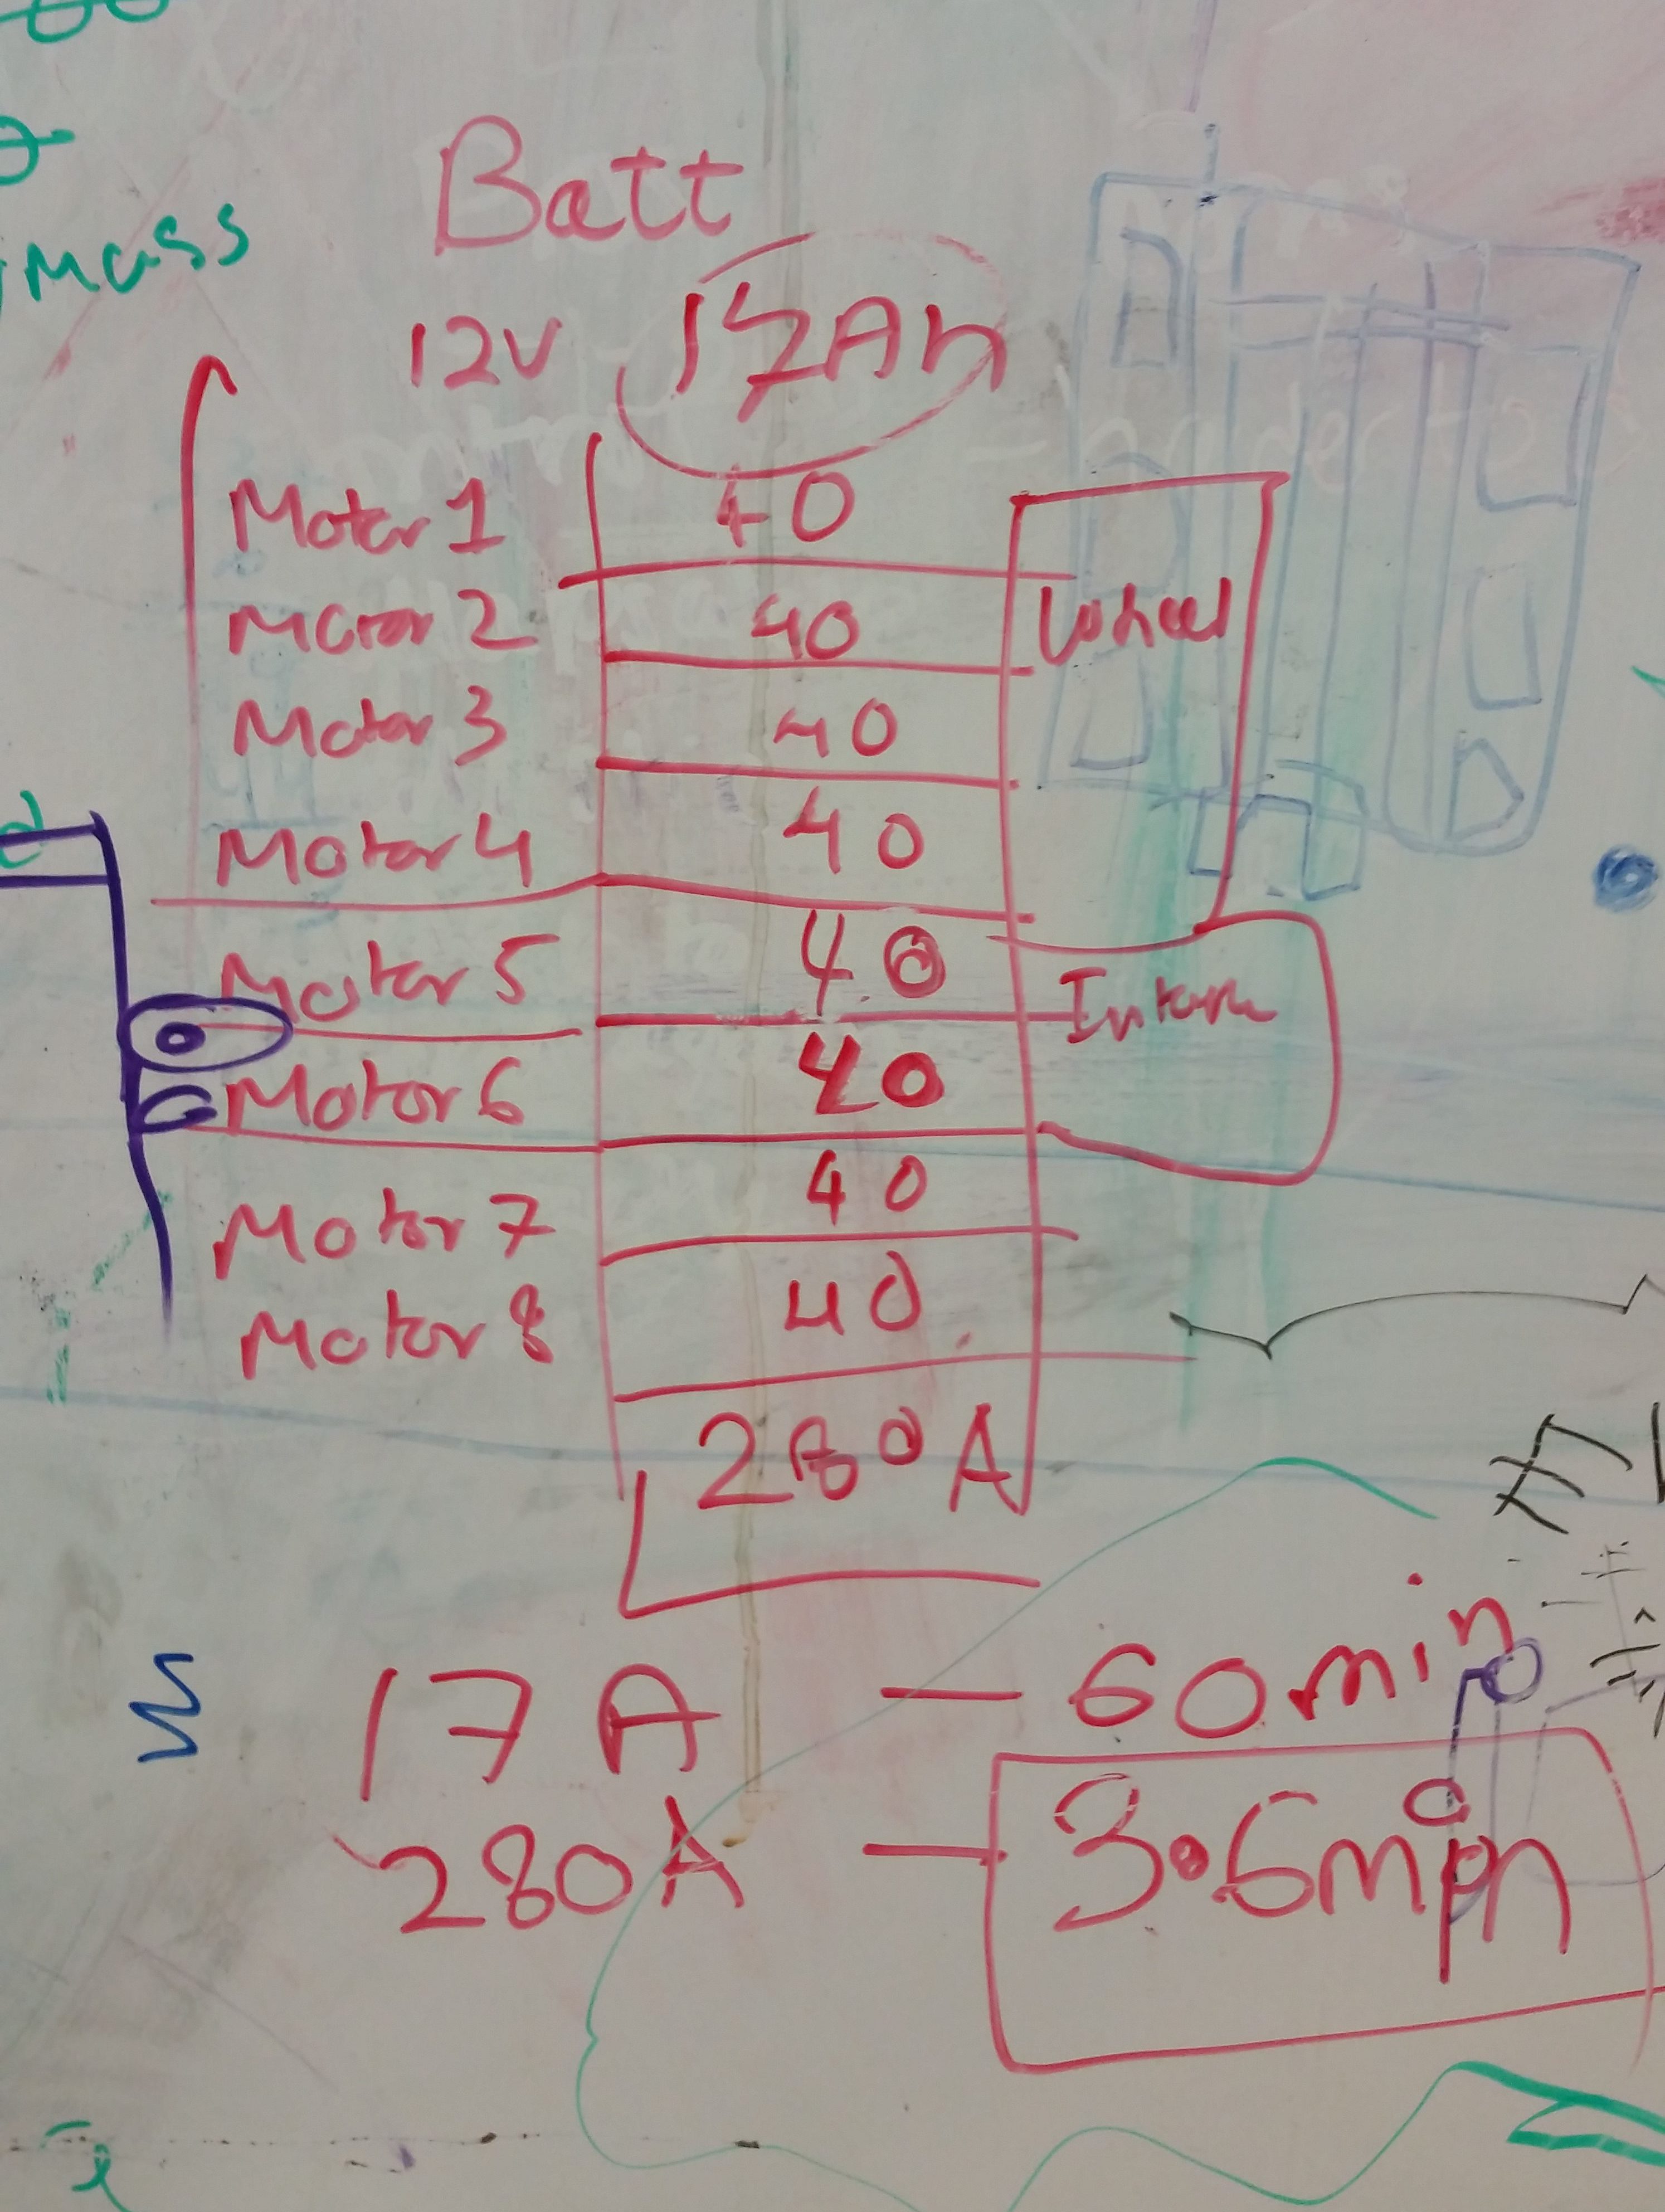 Mass
Batt
12V 17Ah
Motor 1 40
Motor 2 40 Wheel
Motor 3 40
Motor 4 40
Motor 5 40
Motor 6 40
Motor 7 40
Motor 8 40
280A
17A — 60min
280A — 3.6min